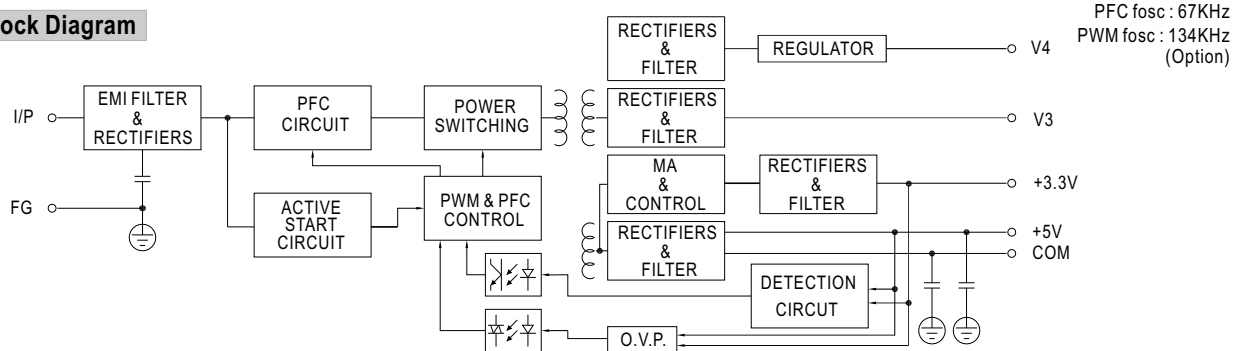 ock Diagram
PFC fosc : 67KHz
PWM fosc : 134KHz
(Option)
RECTIFIERS
&
FILTER
REGULATOR
V4
I/P
EMI FILTER
&
RECTIFIERS
PFC
CIRCUIT
POWER
SWITCHING
RECTIFIERS
&
FILTER
V3
MA
&
CONTROL
RECTIFIERS
&
FILTER
+3.3V
FG
ACTIVE
START
CIRCUIT
PWM & PFC
CONTROL
RECTIFIERS
&
FILTER
+5V
COM
DETECTION
CIRCUT
O.V.P.